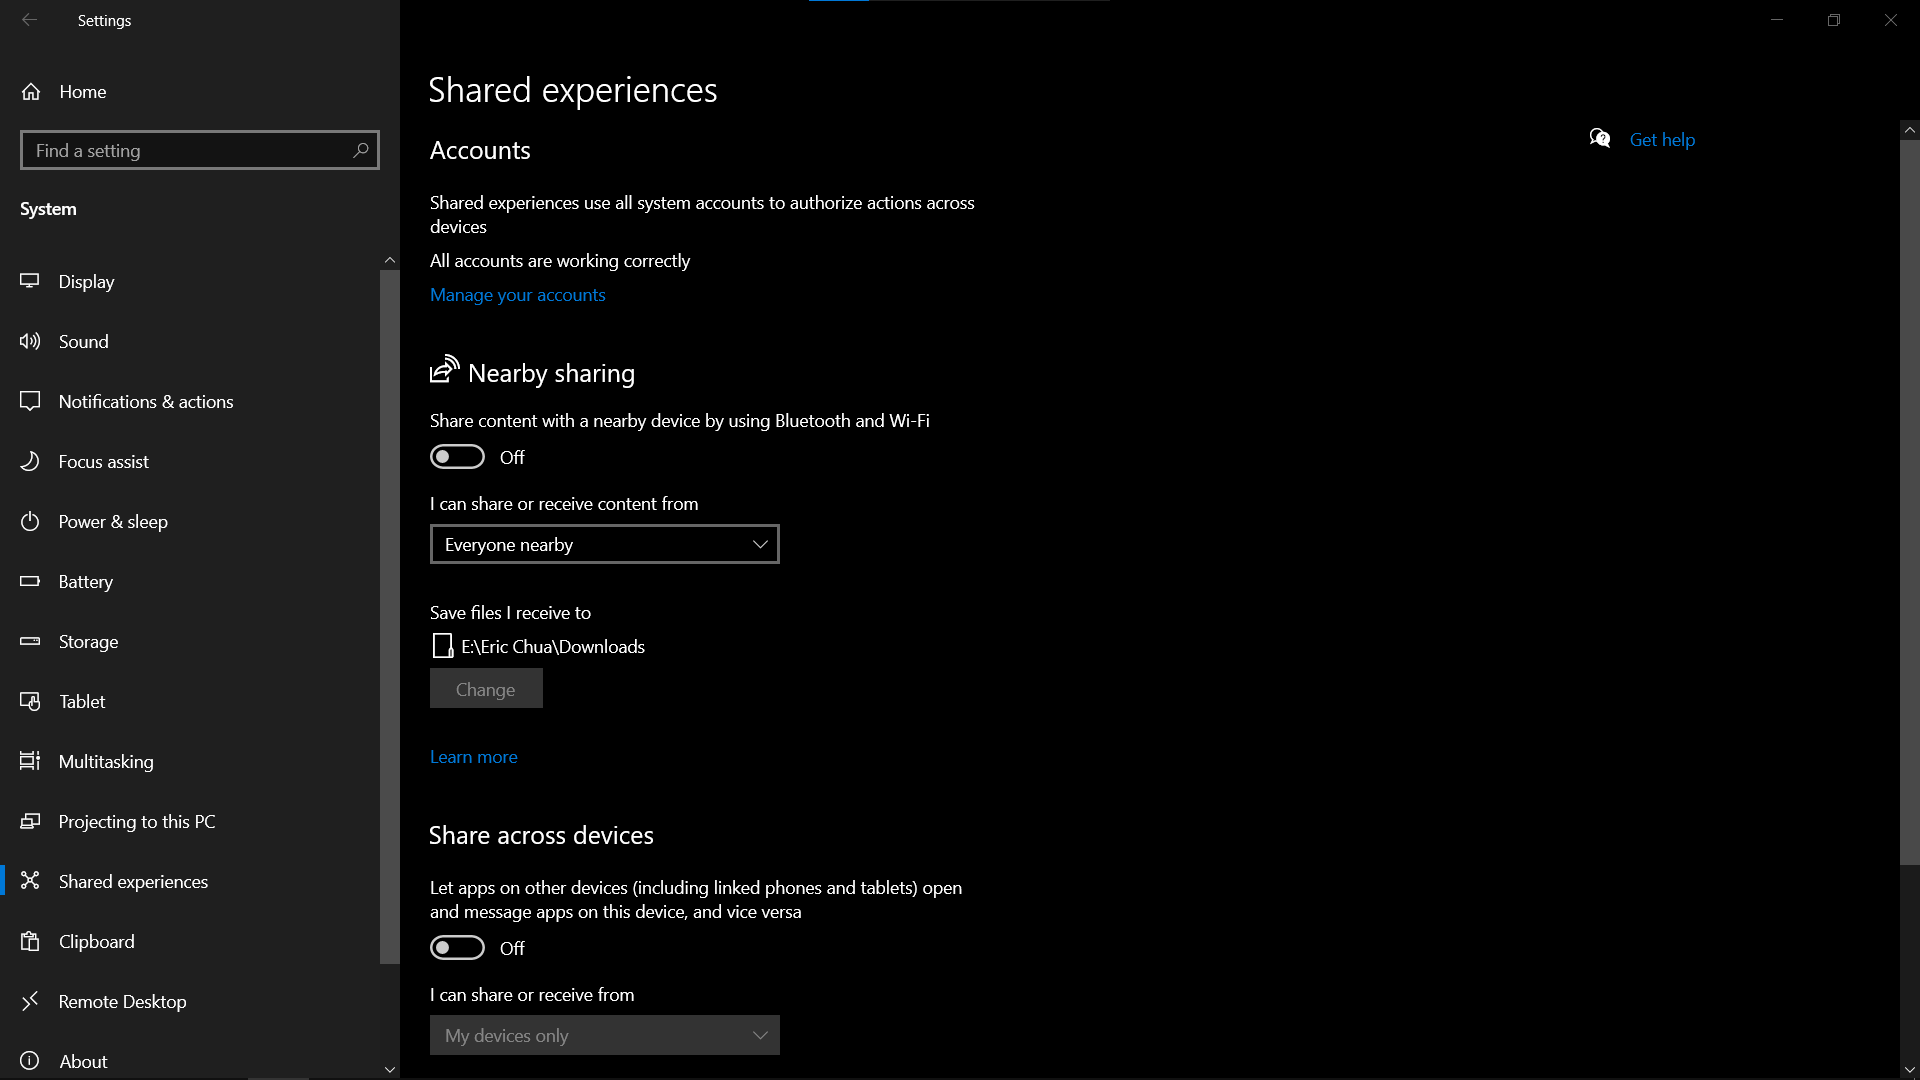 Settings
Home
Find a setting
System
Display
Sound
Notifications & actions
Focus assist
Power & sleep
Battery
Storage
Tablet
Multitasking
Projecting to this PC
Shared experiences
Clipboard
Remote Desktop
About
Shared experiences
Accounts
Shared experiences use all system accounts to authorize actions across
devices
All accounts are working correctly
Manage your accounts
Nearby sharing
Share content with a nearby device by using Bluetooth and Wi-Fi
Off
I can share or receive content from
Everyone nearby
Save files I receive to
E:\Eric Chua\Downloads
Change
Learn more
Share across devices
Let apps on other devices (including linked phones and tablets) open
and message apps on this device, and vice versa
Off
I can share or receive from
My devices only
Get help